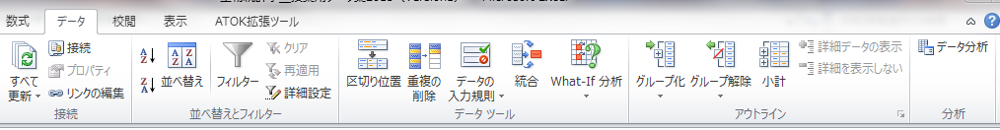 数式 データ 校閲 表示 ATOK拡張ツール
すべて
更新
接続
プロパティ
リンクの編集
接続
並べ替え
フィルター
クリア
再適用
詳細設定
並べ替えとフィルター
区切り位置
重複の
削除
データの
入力規則
統合
What-If 分析
データ ツール
グループ化
グループ解除
小計
詳細データの表示
詳細を表示しない
アウトライン
データ分析
分析